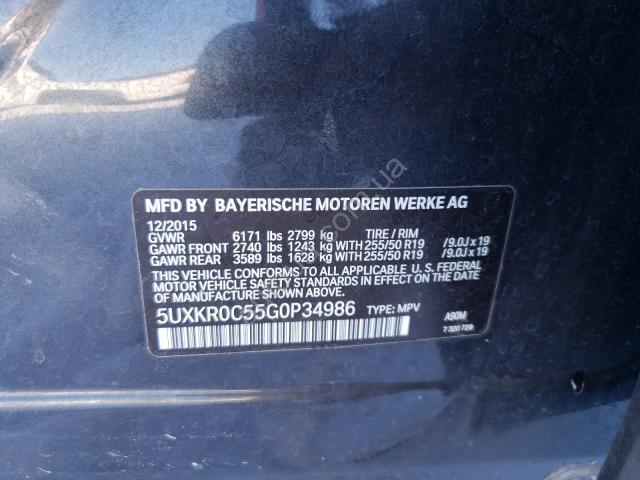 MFD BY BAYERISCHE MOTOREN WERKE AG
12/2015
GVWR 6171 lbs 2799 kg TIRE / RIM
GAWR FRONT 2740 lbs 1243 kg WITH 255/50 R19 /9.0J x 19
GAWR REAR 3589 lbs 1628 kg WITH 255/50 R19 /9.0J x 19
THIS VEHICLE CONFORMS TO ALL APPLICABLE U. S. FEDERAL
MOTOR VEHICLE SAFETY STANDARDS IN EFFECT ON THE DATE
OF MANUFACTURE SHOWN ABOVE.
5UXKR0C55G0P34986 TYPE: MPV A90M
7 320 729